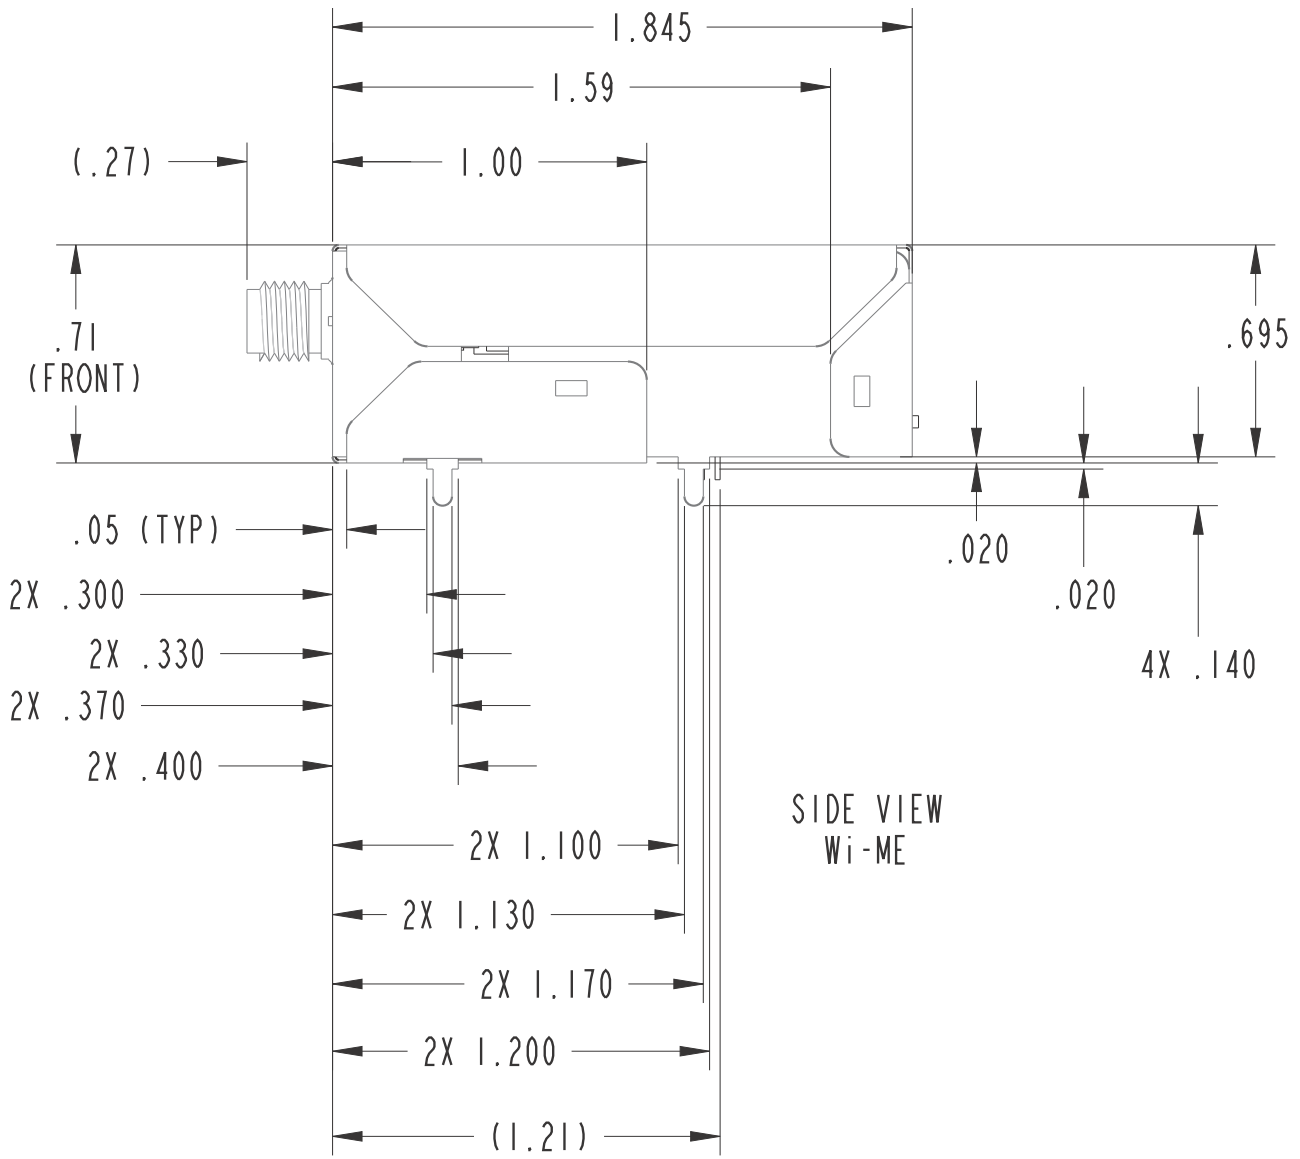 1.845
1.59
(.27)
1.00
.71
(FRONT)
.695
.05 (TYP)
.020
.020
2X .300
2X .330
4X .140
2X .370
2X .400
SIDE VIEW
Wi-ME
2X 1.100
2X 1.130
2X 1.170
2X 1.200
(1.21)